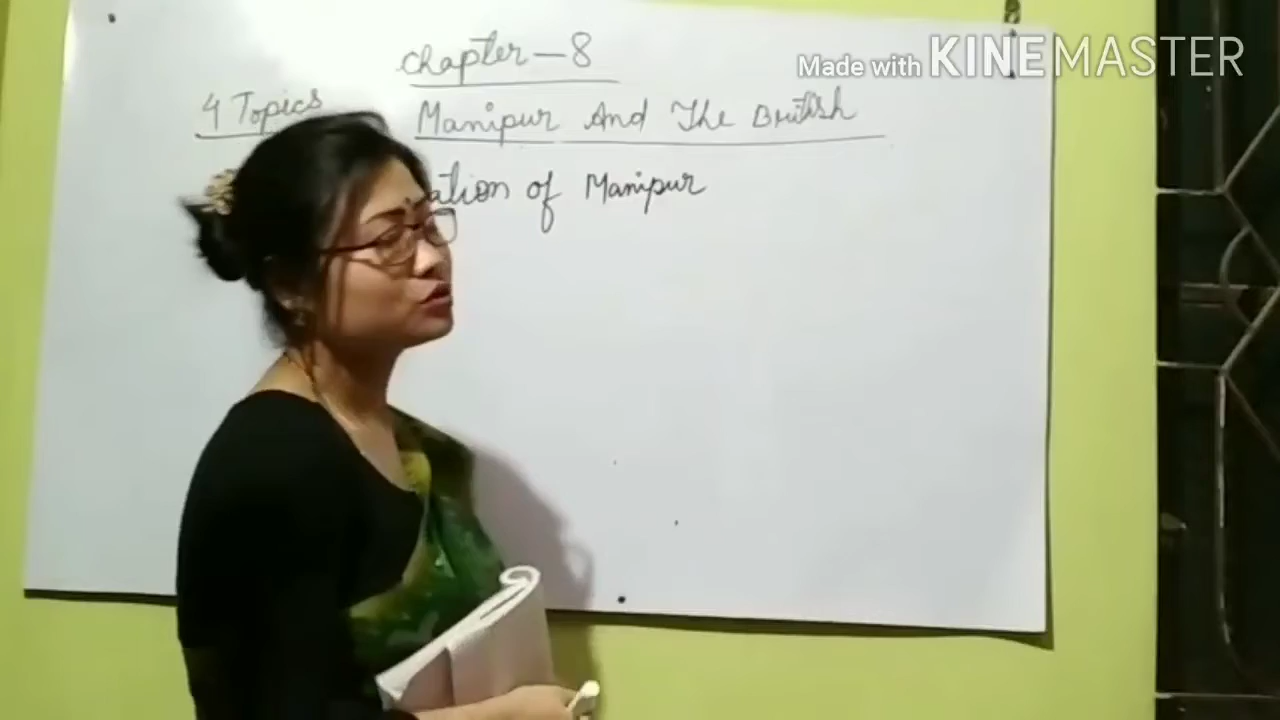 Made with KINEMASTER
Chapter-8
4 Topics
Manipur And The British
of Manipur